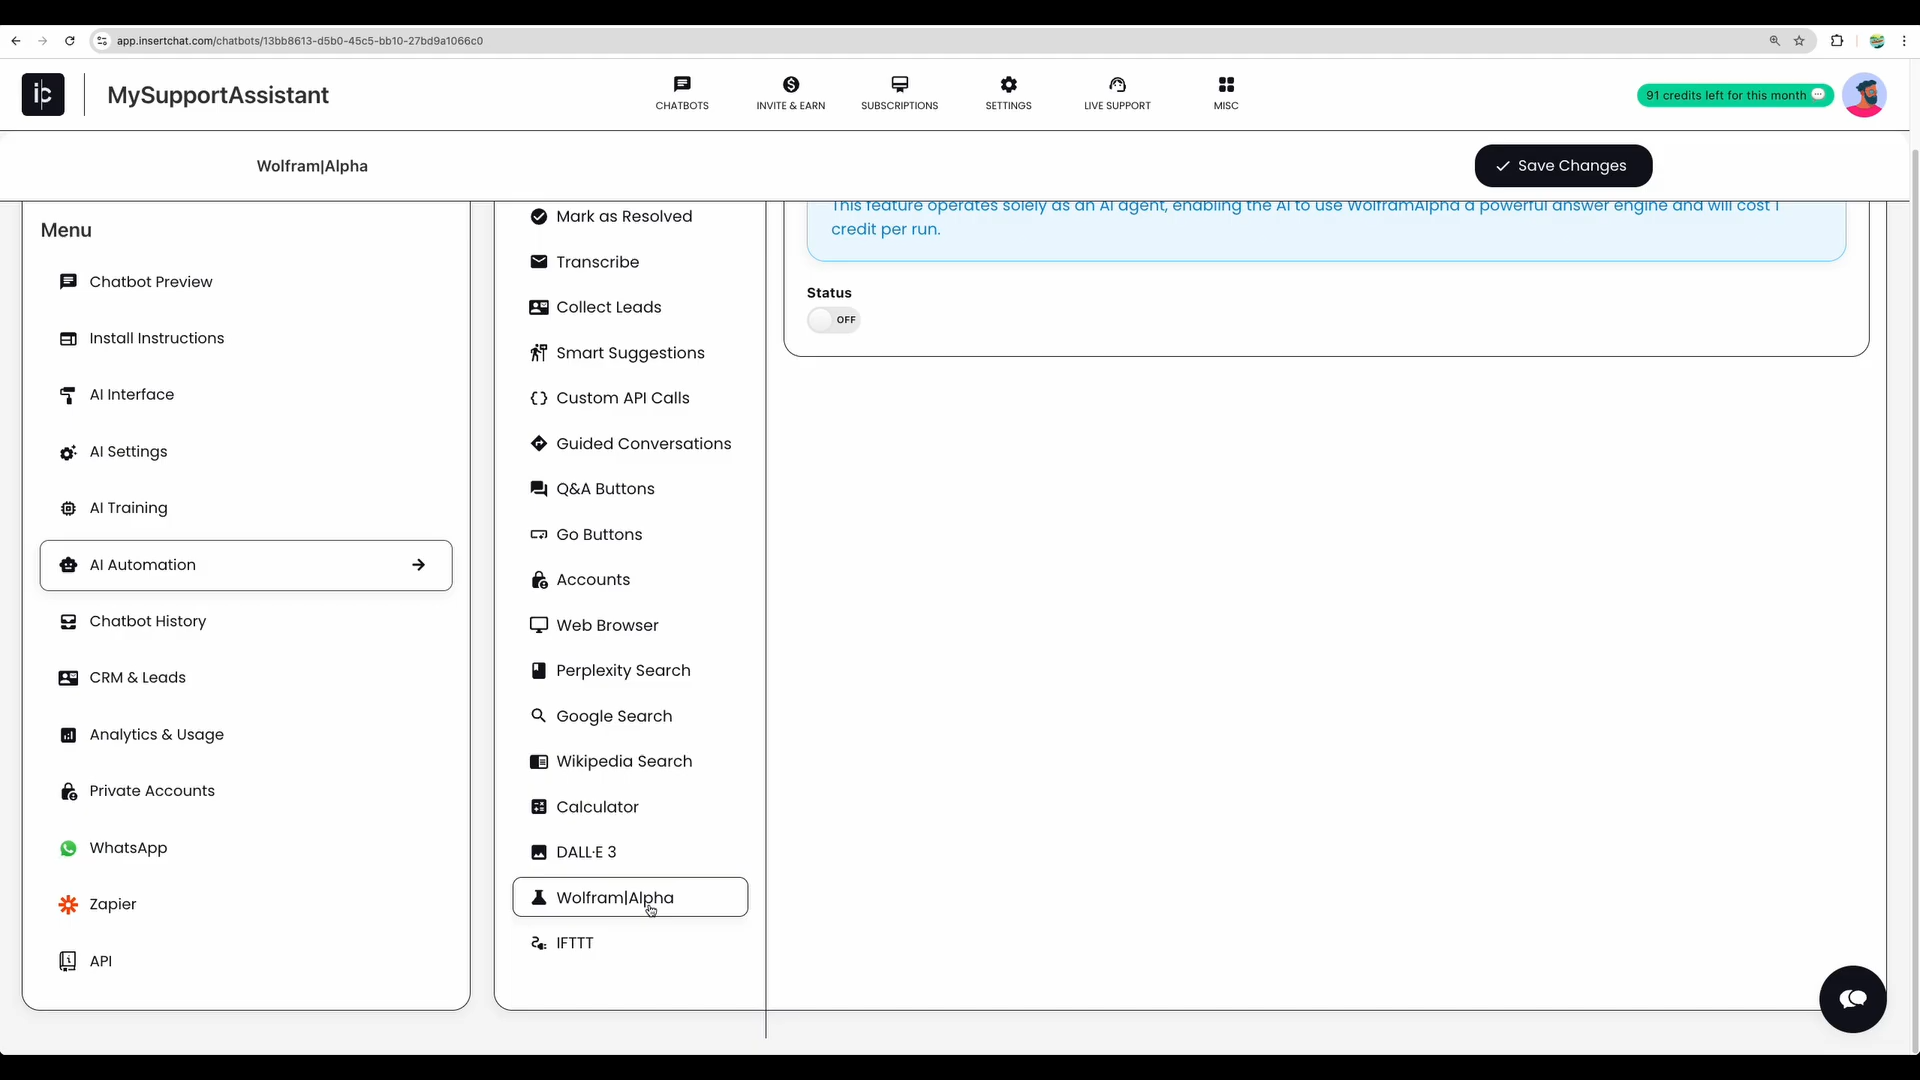 app.insertchat.com/chatbots/13bb8613-d5b0-45c5-bb10-27bd9a1066c0
ic
MySupportAssistant
CHATBOTS
INVITE & EARN
SUBSCRIPTIONS
SETTINGS
LIVE SUPPORT
MISC
91 credits left for this month
Wolfram|Alpha
Save Changes
Menu
Chatbot Preview
Install Instructions
AI Interface
AI Settings
AI Training
AI Automation
Chatbot History
CRM & Leads
Analytics & Usage
Private Accounts
WhatsApp
Zapier
API
Mark as Resolved
Transcribe
Collect Leads
Smart Suggestions
Custom API Calls
Guided Conversations
Q&A Buttons
Go Buttons
Accounts
Web Browser
Perplexity Search
Google Search
Wikipedia Search
Calculator
DALL·E 3
Wolfram|Alpha
IFTTT
This feature operates solely as an AI agent, enabling the AI to use WolframAlpha a powerful answer engine and will cost 1
credit per run.
Status
OFF